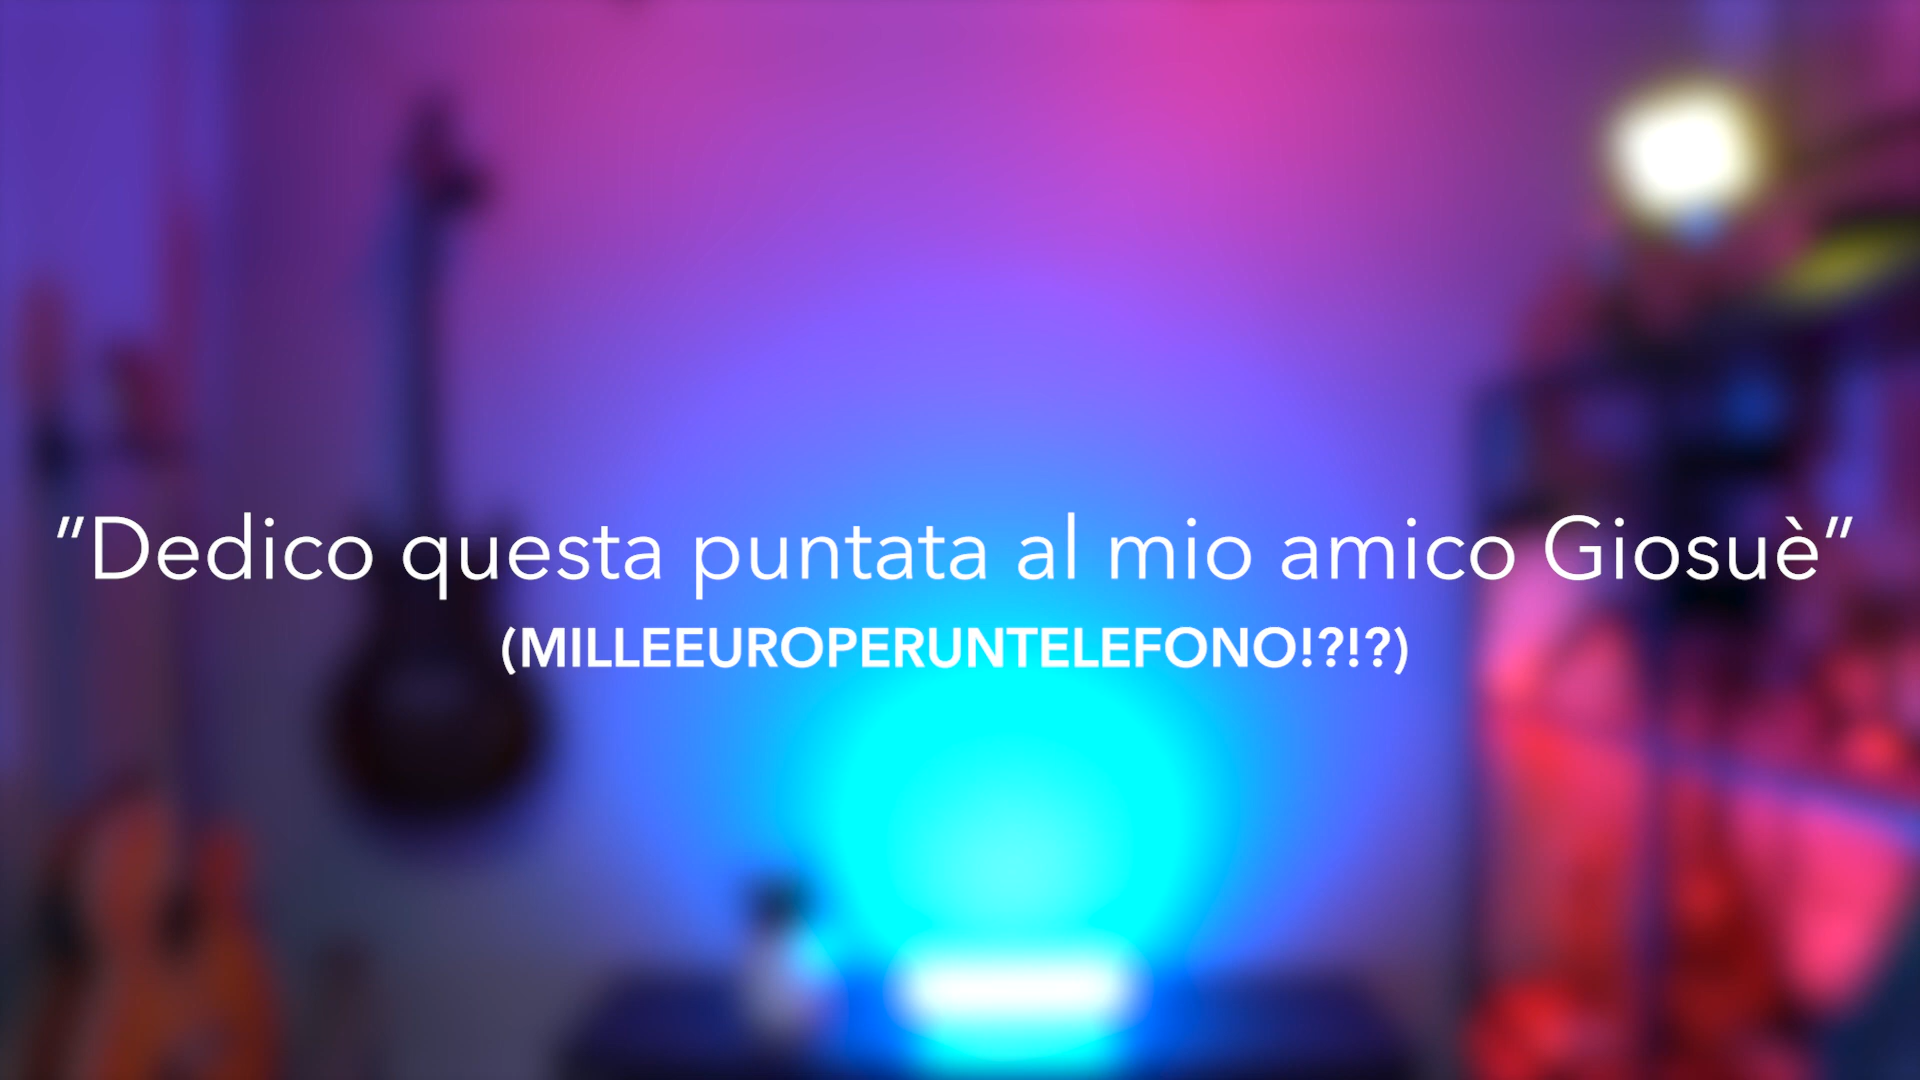 "Dedico questa puntata al mio amico Giosuè"
(MILLEEUROPERUNTELEFONO!?!?)